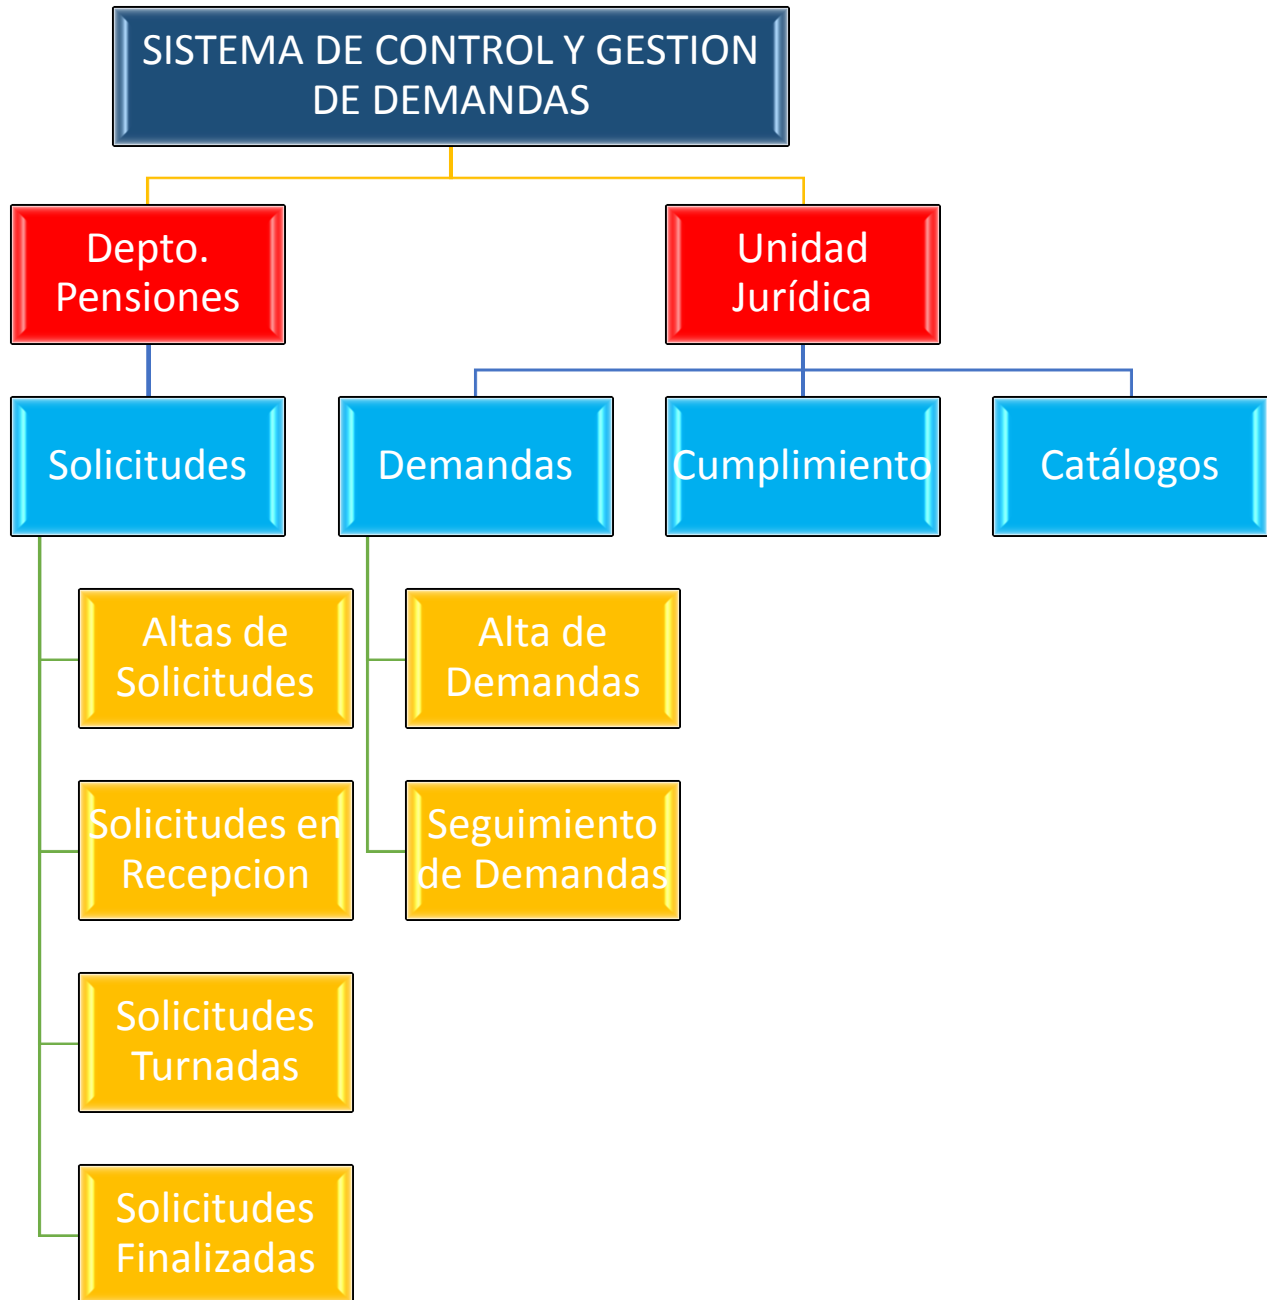 SISTEMA DE CONTROL Y GESTION
DE DEMANDAS
Depto.
Pensiones
Unidad
Jurídica
Solicitudes
Demandas
Cumplimiento
Catálogos
Altas de
Solicitudes
Alta de
Demandas
Solicitudes en
Recepcion
Seguimiento
de Demandas
Solicitudes
Turnadas
Solicitudes
Finalizadas